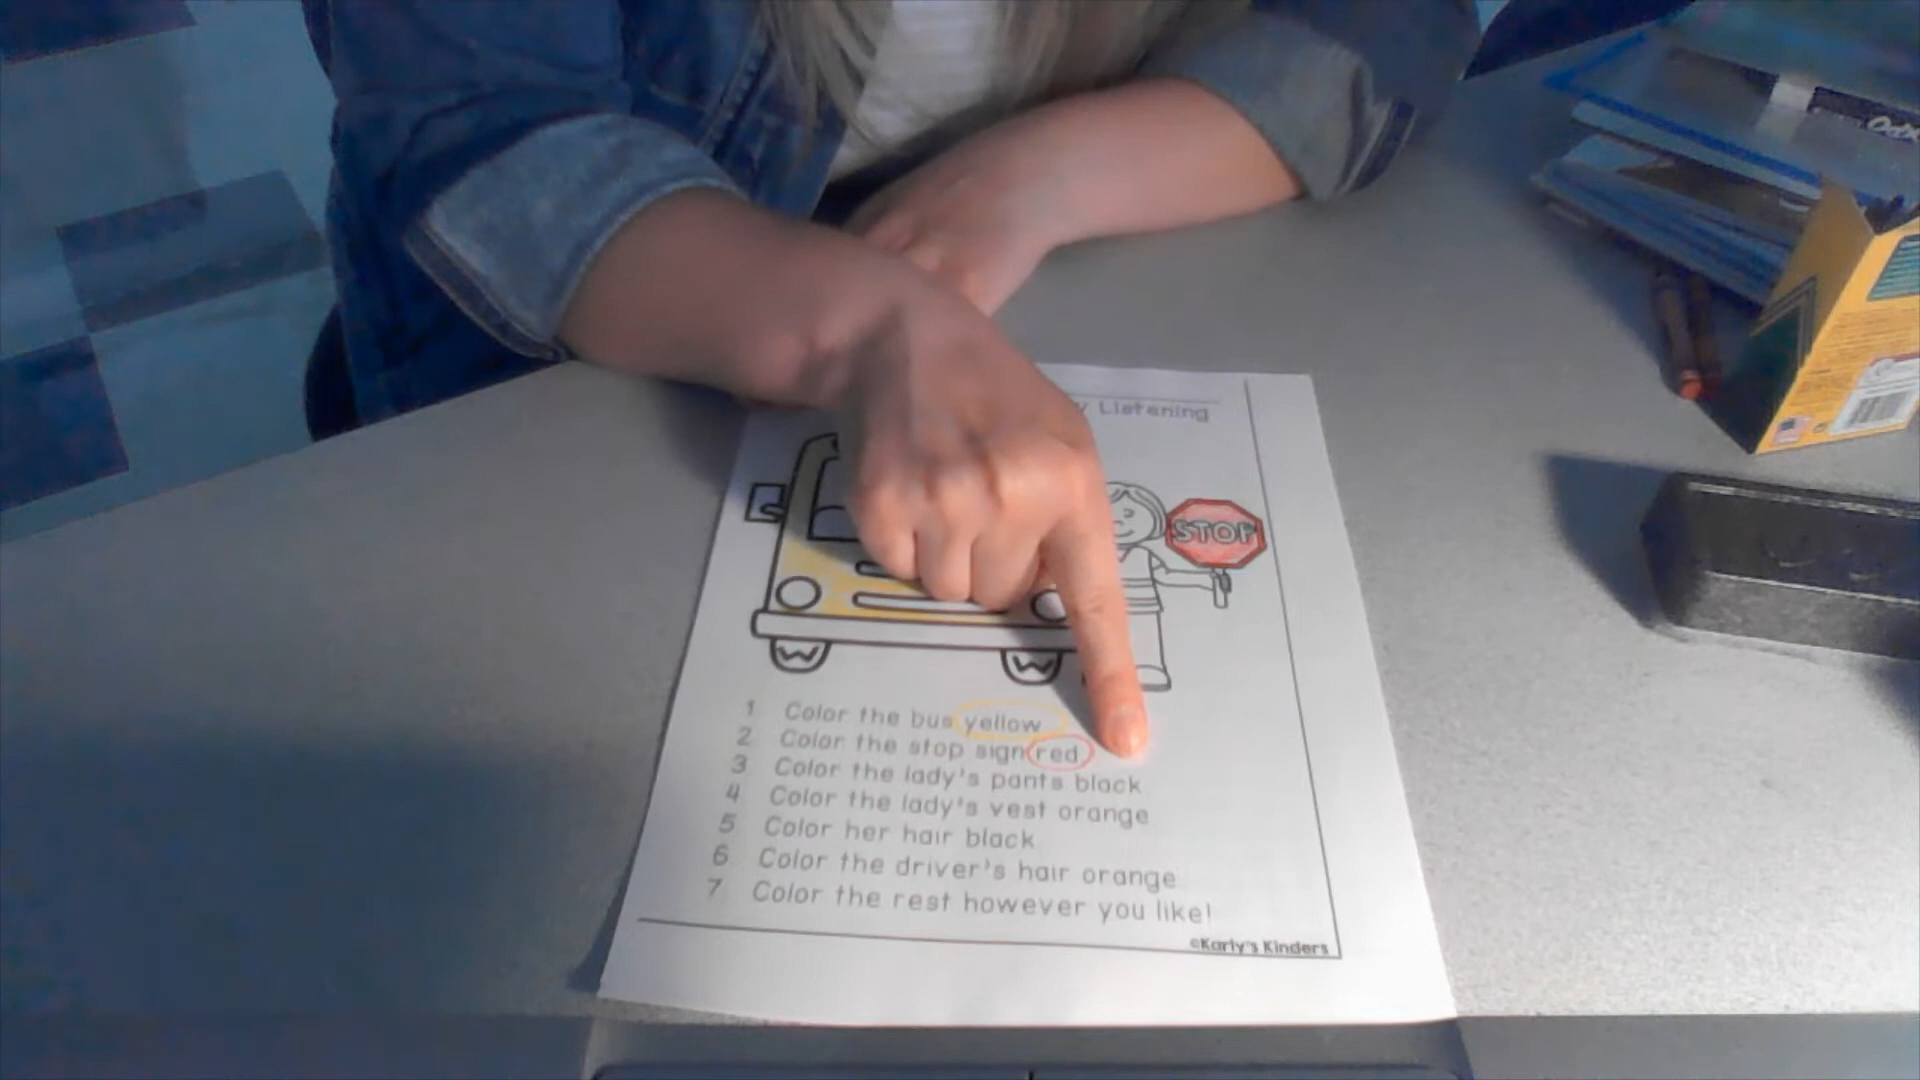 Listening
STOP
1 Color the bus yellow
2 Color the stop sign red
3 Color the lady's pants black
4 Color the lady's vest orange
5 Color her hair black
6 Color the driver's hair orange
7 Color the rest however you like!
©Karly's Kinders